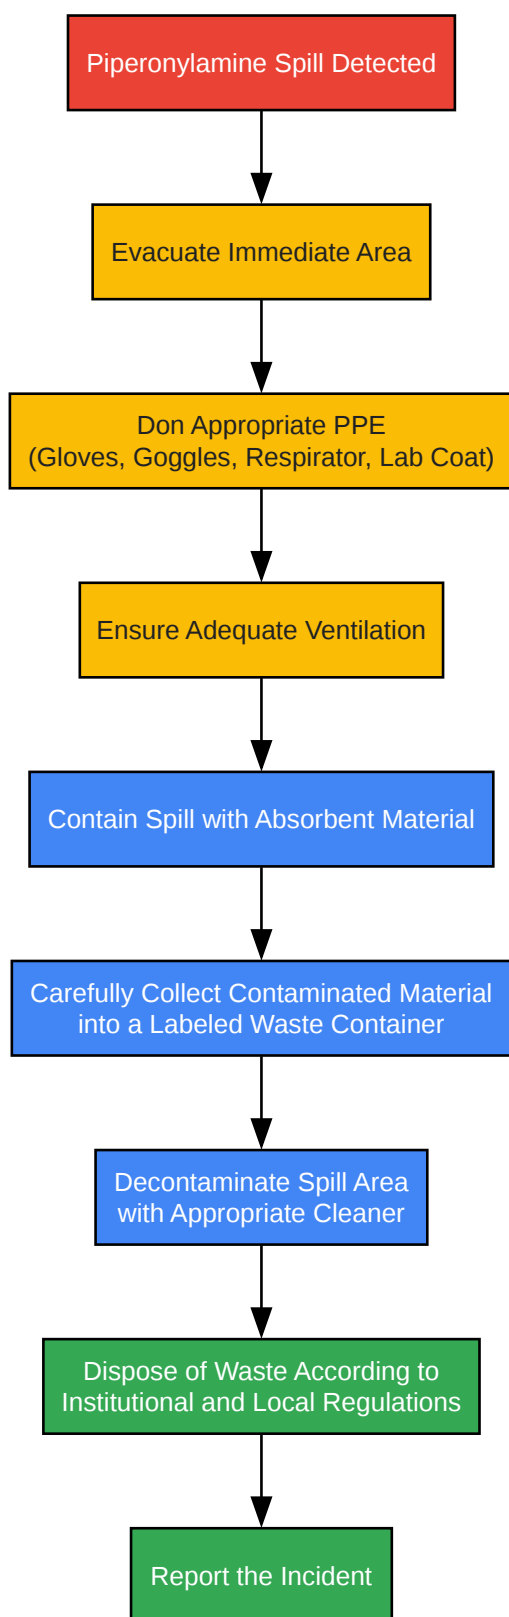 Piperonylamine Spill Detected
Evacuate Immediate Area
Don Appropriate PPE
(Gloves, Goggles, Respirator, Lab Coat)
Ensure Adequate Ventilation
Contain Spill with Absorbent Material
Carefully Collect Contaminated Material
into a Labeled Waste Container
Decontaminate Spill Area
with Appropriate Cleaner
Dispose of Waste According to
Institutional and Local Regulations
Report the Incident